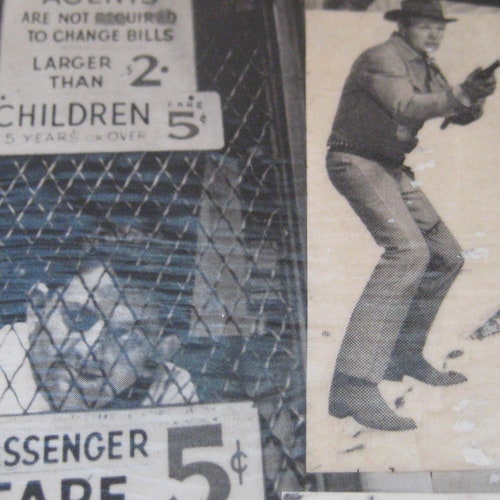 AGENTS
ARE NOT REQUIRED
TO CHANGE BILLS
LARGER
THAN $2.
CHILDREN FARE 5¢
5 YEARS OR OVER
SSENGER
FARE 5¢